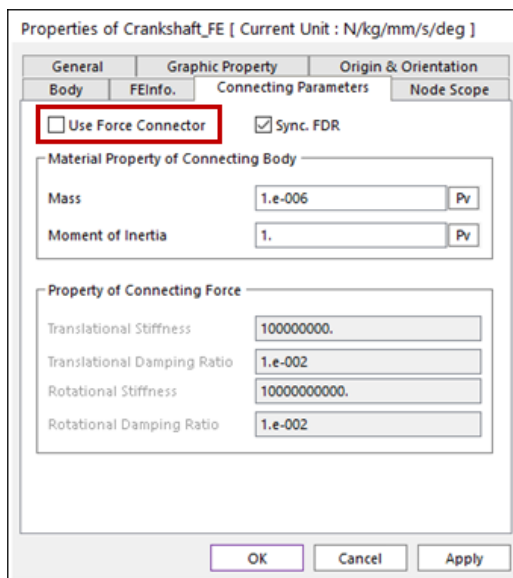 Properties of Crankshaft_FE [ Current Unit : N/kg/mm/s/deg ]
General Graphic Property Origin & Orientation
Body FEInfo. Connecting Parameters Node Scope
Use Force Connector Sync. FDR
Material Property of Connecting Body
Mass 1.e-006 Pv
Moment of Inertia 1. Pv
Property of Connecting Force
Translational Stiffness 100000000.
Translational Damping Ratio 1.e-002
Rotational Stiffness 10000000000.
Rotational Damping Ratio 1.e-002
OK Cancel Apply